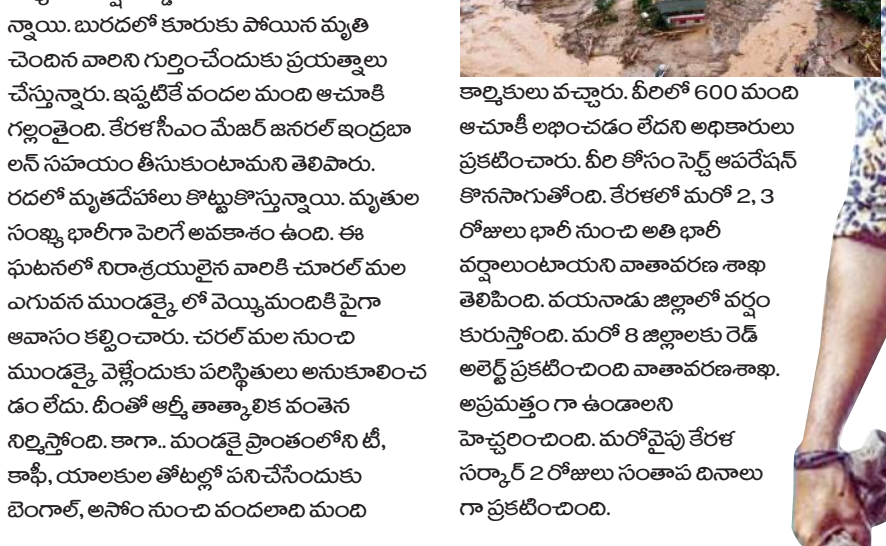 న్నాయి. బురదలో కూరుకు పోయిన మృతి
చెందిన వారిని గుర్తించేందుకు ప్రయత్నాలు
చేస్తున్నారు. ఇప్పటికే వందల మంది ఆచూకి
గల్లంతైంది. కేరళ సీఎం మేజర్ జనరల్ ఇంద్రబా
లన్ సహయం తీసుకుంటామని తెలిపారు.
రదలో మృతదేహాలు కొట్టుకొస్తున్నాయి. మృతుల
సంఖ్య భారీగా పెరిగే అవకాశం ఉంది. ఈ
ఘటనలో నిరాశ్రయులైన వారికి చూరల్ మల
ఎగువన ముండక్కై లో వెయ్యిమందికి పైగా
ఆవాసం కల్పించారు. చరల్ మల నుంచి
ముండక్కై వెళ్లేందుకు పరిస్థితులు అనుకూలించ
డం లేదు. దీంతో ఆర్మీ తాత్కాలిక వంతెన
నిర్మిస్తోంది. కాగా.. మండకై ప్రాంతంలోని టీ,
కాఫీ, యాలకుల తోటల్లో పనిచేసేందుకు
బెంగాల్, అసోం నుంచి వందలాది మంది
కార్మికులు వచ్చారు. వీరిలో 600 మంది
ఆచూకీ లభించడం లేదని అధికారులు
ప్రకటించారు. వీరి కోసం సెర్చ్ ఆపరేషన్
కొనసాగుతోంది. కేరళలో మరో 2, 3
రోజులు భారీ నుంచి అతి భారీ
వర్షాలుంటాయని వాతావరణ శాఖ
తెలిపింది. వయనాడు జిల్లాలో వర్షం
కురుస్తోంది. మరో 8 జిల్లాలకు రెడ్
అలెర్ట్ ప్రకటించింది వాతావరణశాఖ.
అప్రమత్తం గా ఉండాలని
హెచ్చరించింది. మరోవైపు కేరళ
సర్కార్ 2 రోజులు సంతాప దినాలు
గా ప్రకటించింది.